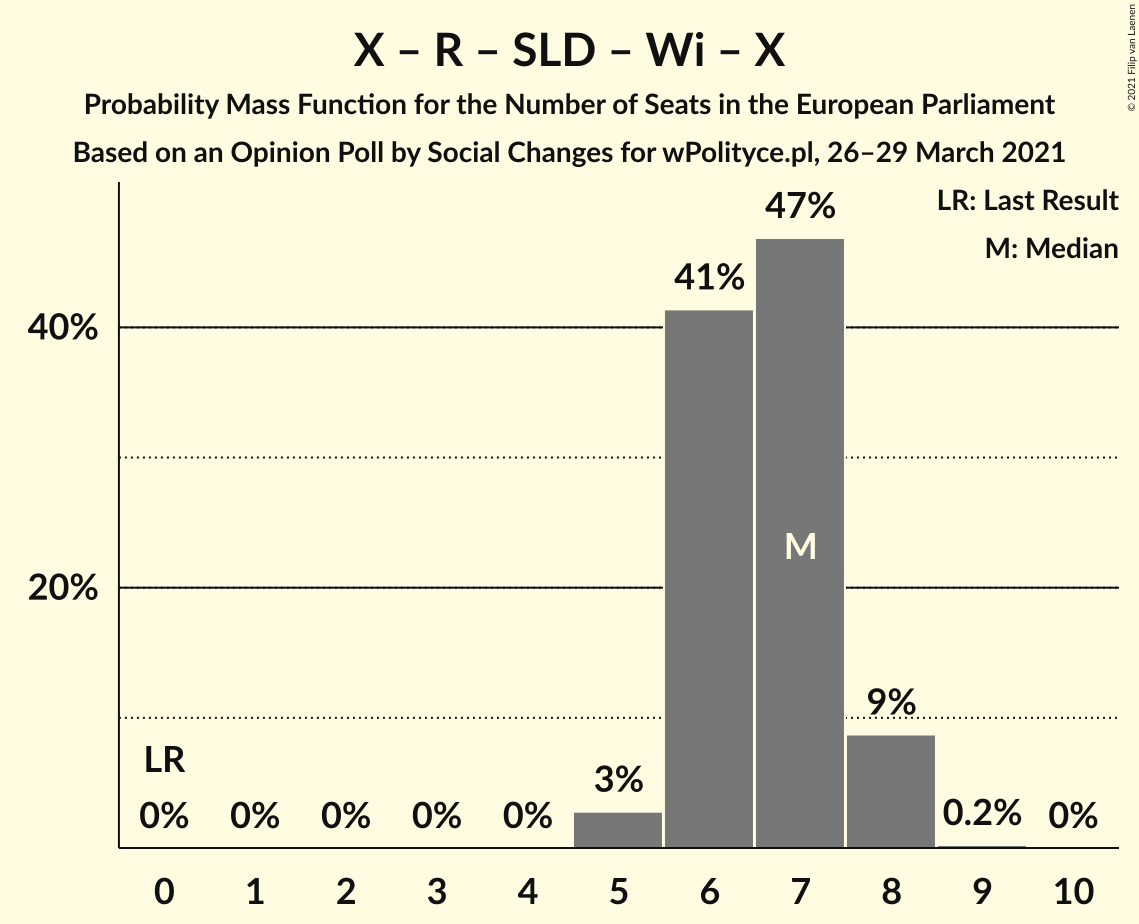 X – R – SLD – Wi – X
Probability Mass Function for the Number of Seats in the European Parliament
Based on an Opinion Poll by Social Changes for wPolityce.pl, 26–29 March 2021
© 2021 Filip van Laenen
LR: Last Result
M: Median
47%
41%
40%
M
20%
9%
LR
3%
0% 0% 0% 0% 0% 0.2% 0%
0 1 2 3 4 5 6 7 8 9 10